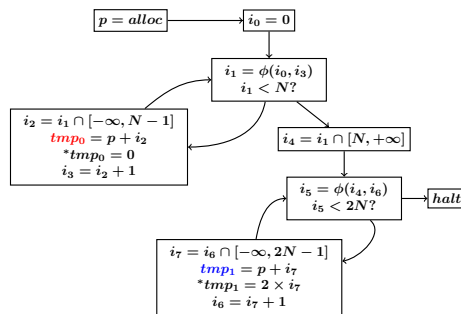 p = alloc
i₀ = 0
i₁ = ϕ(i₀, i₃)
i₁ < N?
i₂ = i₁ ∩ [-∞, N − 1]
tmp₀ = p + i₂
*tmp₀ = 0
i₃ = i₂ + 1
i₄ = i₁ ∩ [N, +∞]
i₅ = ϕ(i₄, i₆)
i₅ < 2N?
halt
i₇ = i₆ ∩ [-∞, 2N − 1]
tmp₁ = p + i₇
*tmp₁ = 2 × i₇
i₆ = i₇ + 1